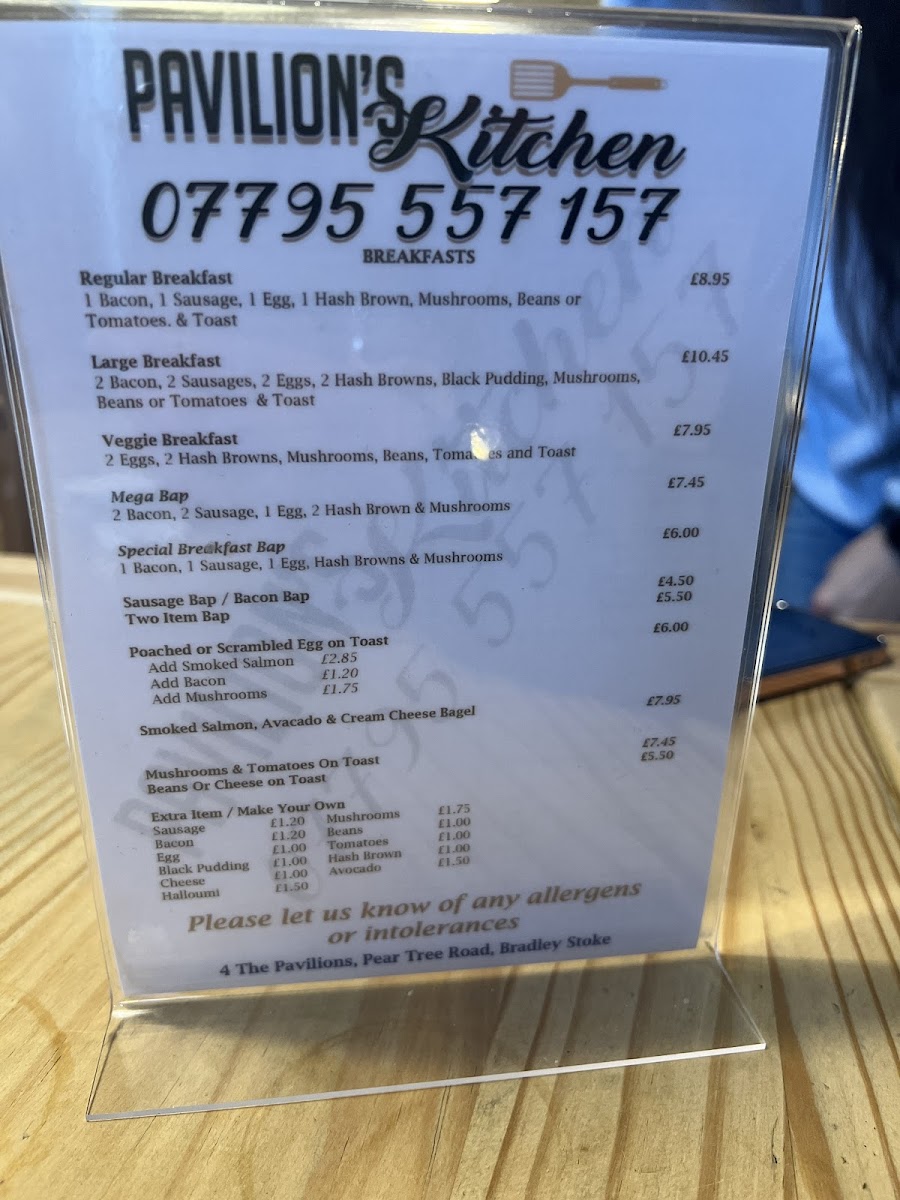 PAVILION'S
Kitchen
07795 557 157
BREAKFASTS
Regular Breakfast £8.95
1 Bacon, 1 Sausage, 1 Egg, 1 Hash Brown, Mushrooms, Beans or
Tomatoes. & Toast
Large Breakfast £10.45
2 Bacon, 2 Sausages, 2 Eggs, 2 Hash Browns, Black Pudding, Mushrooms,
Beans or Tomatoes & Toast
Veggie Breakfast £7.95
2 Eggs, 2 Hash Browns, Mushrooms, Beans, Tomatoes and Toast
Mega Bap £7.45
2 Bacon, 2 Sausage, 1 Egg, 2 Hash Brown & Mushrooms
Special Breakfast Bap £6.00
1 Bacon, 1 Sausage, 1 Egg, Hash Browns & Mushrooms
Sausage Bap / Bacon Bap £4.50
Two Item Bap £5.50
Poached or Scrambled Egg on Toast £6.00
Add Smoked Salmon £2.85
Add Bacon £1.20
Add Mushrooms £1.75
Smoked Salmon, Avacado & Cream Cheese Bagel £7.95
Mushrooms & Tomatoes On Toast £7.45
Beans Or Cheese on Toast £5.50
Extra Item / Make Your Own
Sausage £1.20 Mushrooms £1.75
Bacon £1.20 Beans £1.00
Egg £1.00 Tomatoes £1.00
Black Pudding £1.00 Hash Brown £1.00
Cheese £1.00 Avocado £1.50
Halloumi £1.50
Please let us know of any allergens
or intolerances
4 The Pavilions, Pear Tree Road, Bradley Stoke
PAVILION'S Kitchen
07795 557 157